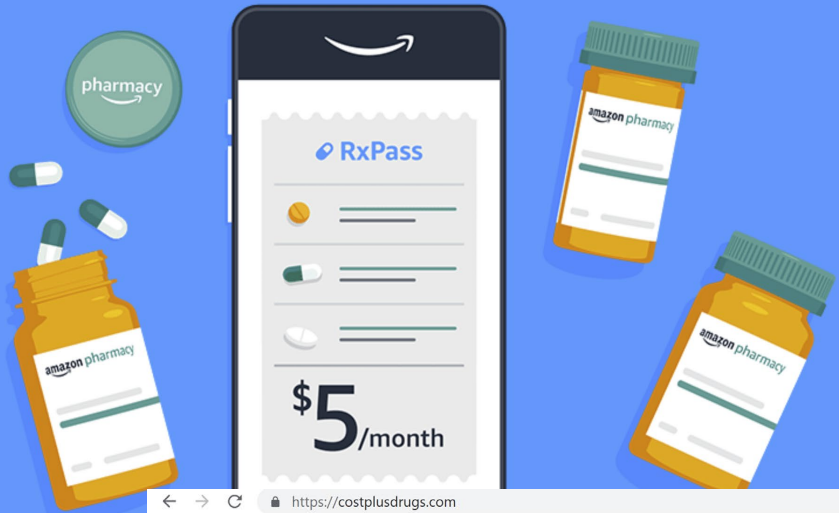 pharmacy
RxPass
$5/month
amazon pharmacy
amazon pharmacy
amazon pharmacy
https://costplusdrugs.com